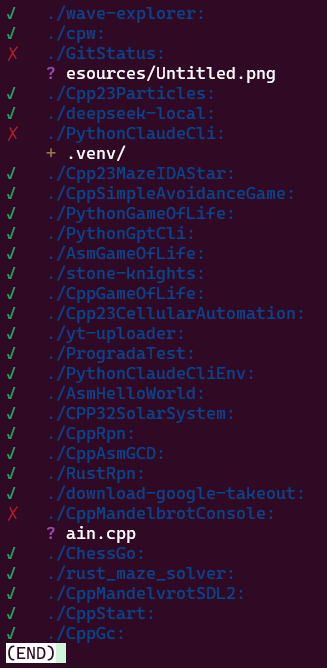 ✓ ./wave-explorer:
✓ ./cpw:
✗ ./GitStatus:
? esources/Untitled.png
✓ ./Cpp23Particles:
✓ ./deepseek-local:
✗ ./PythonClaudeCli:
+ .venv/
✓ ./Cpp23MazeIDAStar:
✓ ./CppSimpleAvoidanceGame:
✓ ./PythonGameOfLife:
✓ ./PythonGptCli:
✓ ./AsmGameOfLife:
✓ ./stone-knights:
✓ ./CppGameOfLife:
✓ ./Cpp23CellularAutomation:
✓ ./yt-uploader:
✓ ./ProgradaTest:
✓ ./PythonClaudeCliEnv:
✓ ./AsmHelloWorld:
✓ ./CPP32SolarSystem:
✓ ./CppRpn:
✓ ./CppAsmGCD:
✓ ./RustRpn:
✓ ./download-google-takeout:
✗ ./CppMandelbrotConsole:
? ain.cpp
✓ ./ChessGo:
✓ ./rust_maze_solver:
✓ ./CppMandelvrotSDL2:
✓ ./CppStart:
✓ ./CppGc:
(END)